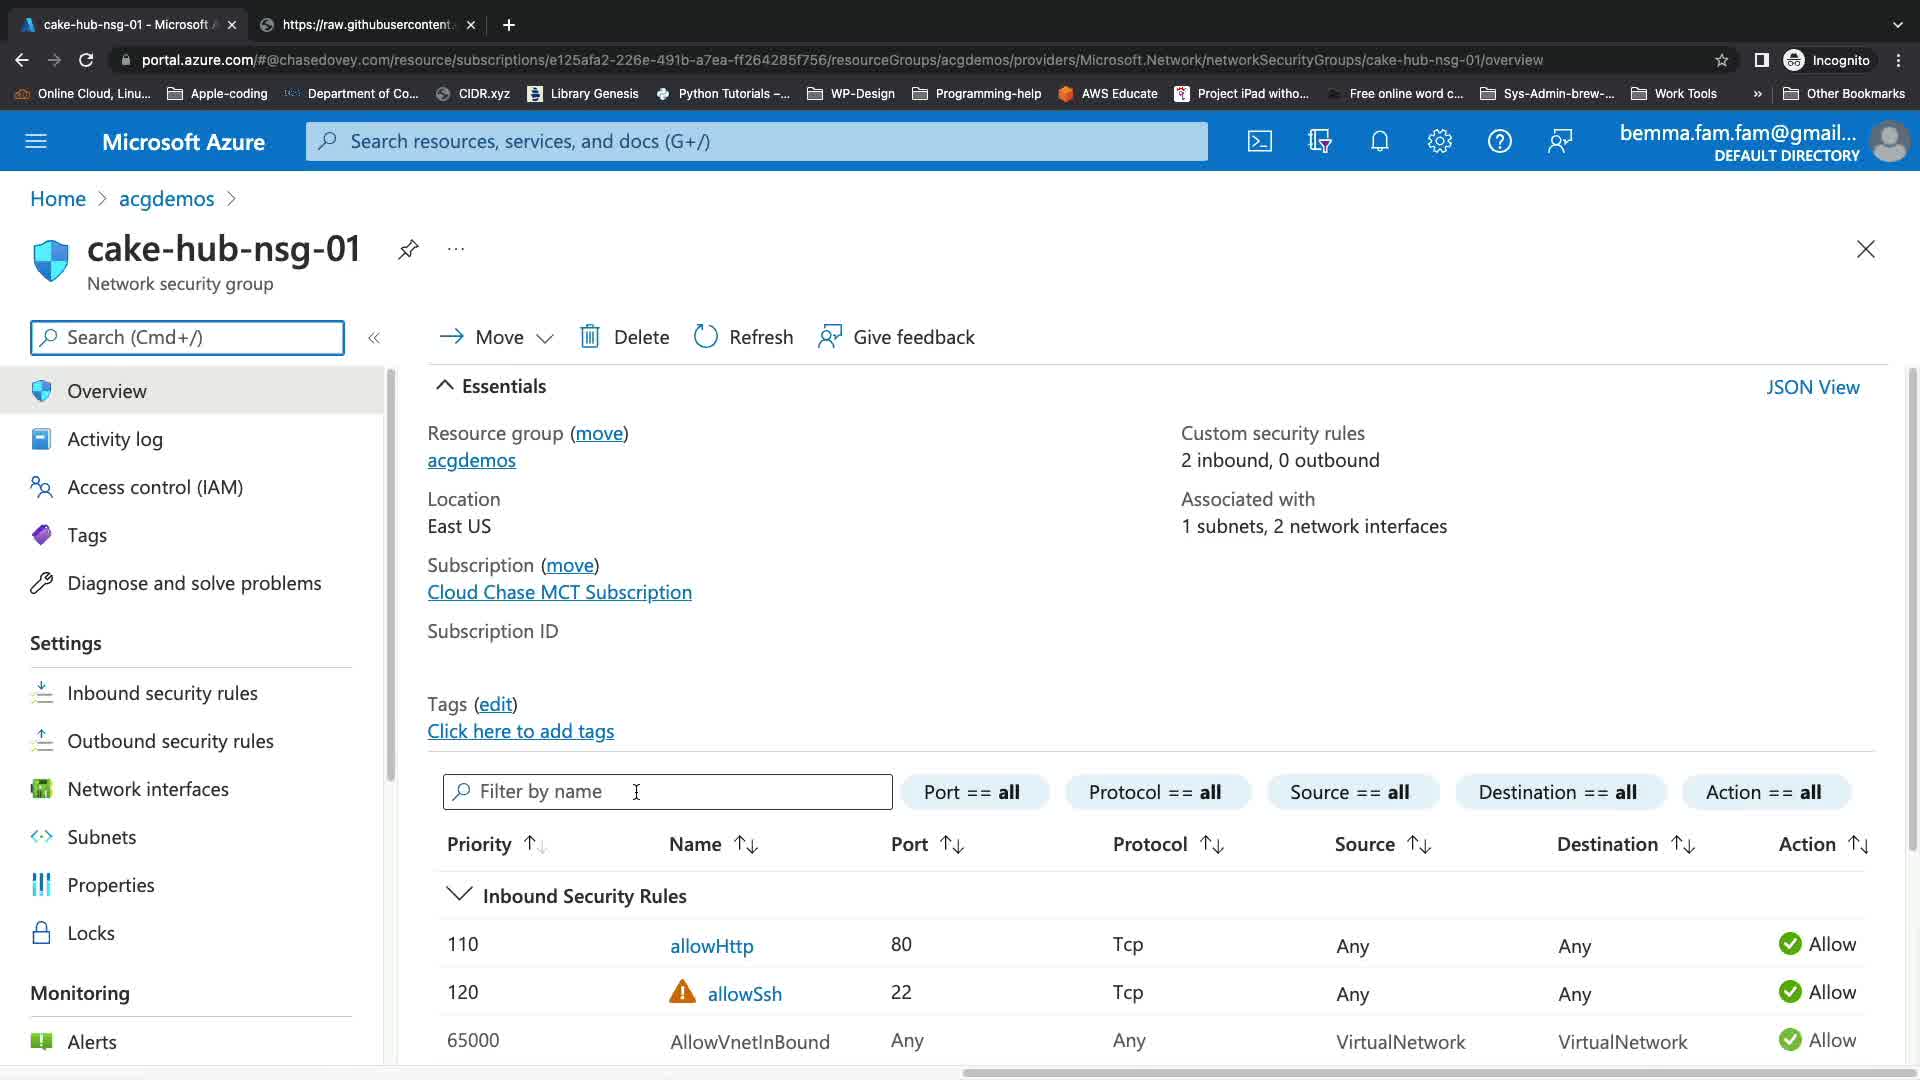 cake-hub-nsg-01 - Microsoft A
https://raw.githubusercontent.
portal.azure.com/#@chasedovey.com/resource/subscriptions/e125afa2-226e-491b-a7ea-ff264285f756/resourceGroups/acgdemos/providers/Microsoft.Network/networkSecurityGroups/cake-hub-nsg-01/overview
Incognito
Online Cloud, Linu... Apple-coding Department of Co... CIDR.xyz Library Genesis Python Tutorials –... WP-Design Programming-help AWS Educate Project iPad witho... Free online word c... Sys-Admin-brew-... Work Tools » Other Bookmarks
Microsoft Azure
Search resources, services, and docs (G+/)
bemma.fam.fam@gmail...
DEFAULT DIRECTORY
Home > acgdemos >
cake-hub-nsg-01 ...
Network security group
Search (Cmd+/) «
Move Delete Refresh Give feedback
Overview
Activity log
Access control (IAM)
Tags
Diagnose and solve problems
Settings
Inbound security rules
Outbound security rules
Network interfaces
Subnets
Properties
Locks
Monitoring
Alerts
Essentials
JSON View
Resource group (move)
acgdemos
Location
East US
Subscription (move)
Cloud Chase MCT Subscription
Subscription ID
Custom security rules
2 inbound, 0 outbound
Associated with
1 subnets, 2 network interfaces
Tags (edit)
Click here to add tags
Filter by name
Port == all Protocol == all Source == all Destination == all Action == all
Priority Name Port Protocol Source Destination Action
Inbound Security Rules
110 allowHttp 80 Tcp Any Any Allow
120 allowSsh 22 Tcp Any Any Allow
65000 AllowVnetInBound Any Any VirtualNetwork VirtualNetwork Allow